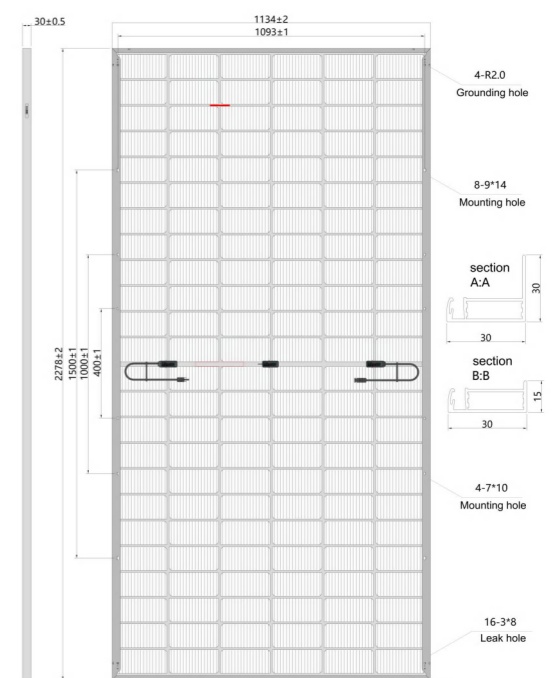 30±0.5
1134±2
1093±1
4-R2.0
Grounding hole
8-9*14
Mounting hole
section
A:A
30
30
section
B:B
15
30
2278±2
1500±1
1000±1
400±1
4-7*10
Mounting hole
16-3*8
Leak hole